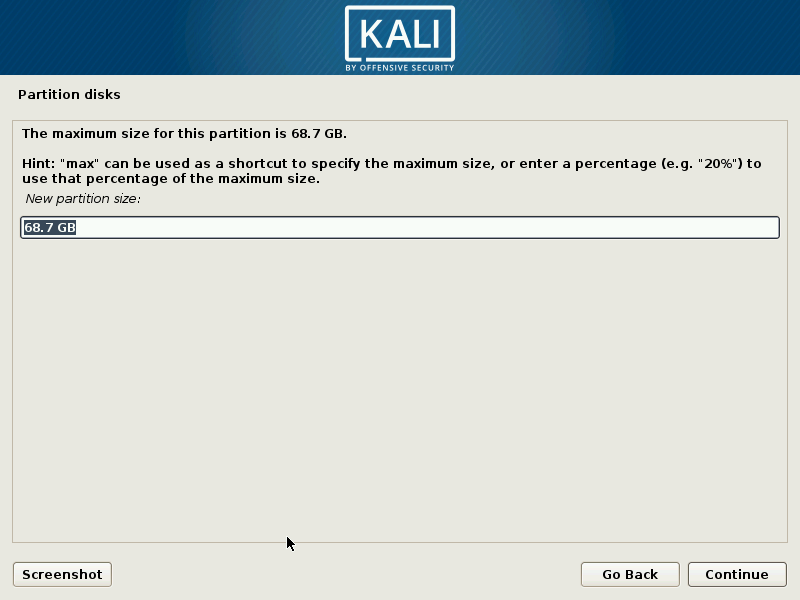 KALI
BY OFFENSIVE SECURITY
Partition disks
The maximum size for this partition is 68.7 GB.
Hint: "max" can be used as a shortcut to specify the maximum size, or enter a percentage (e.g. "20%") to
use that percentage of the maximum size.
New partition size:
68.7 GB
Screenshot
Go Back
Continue